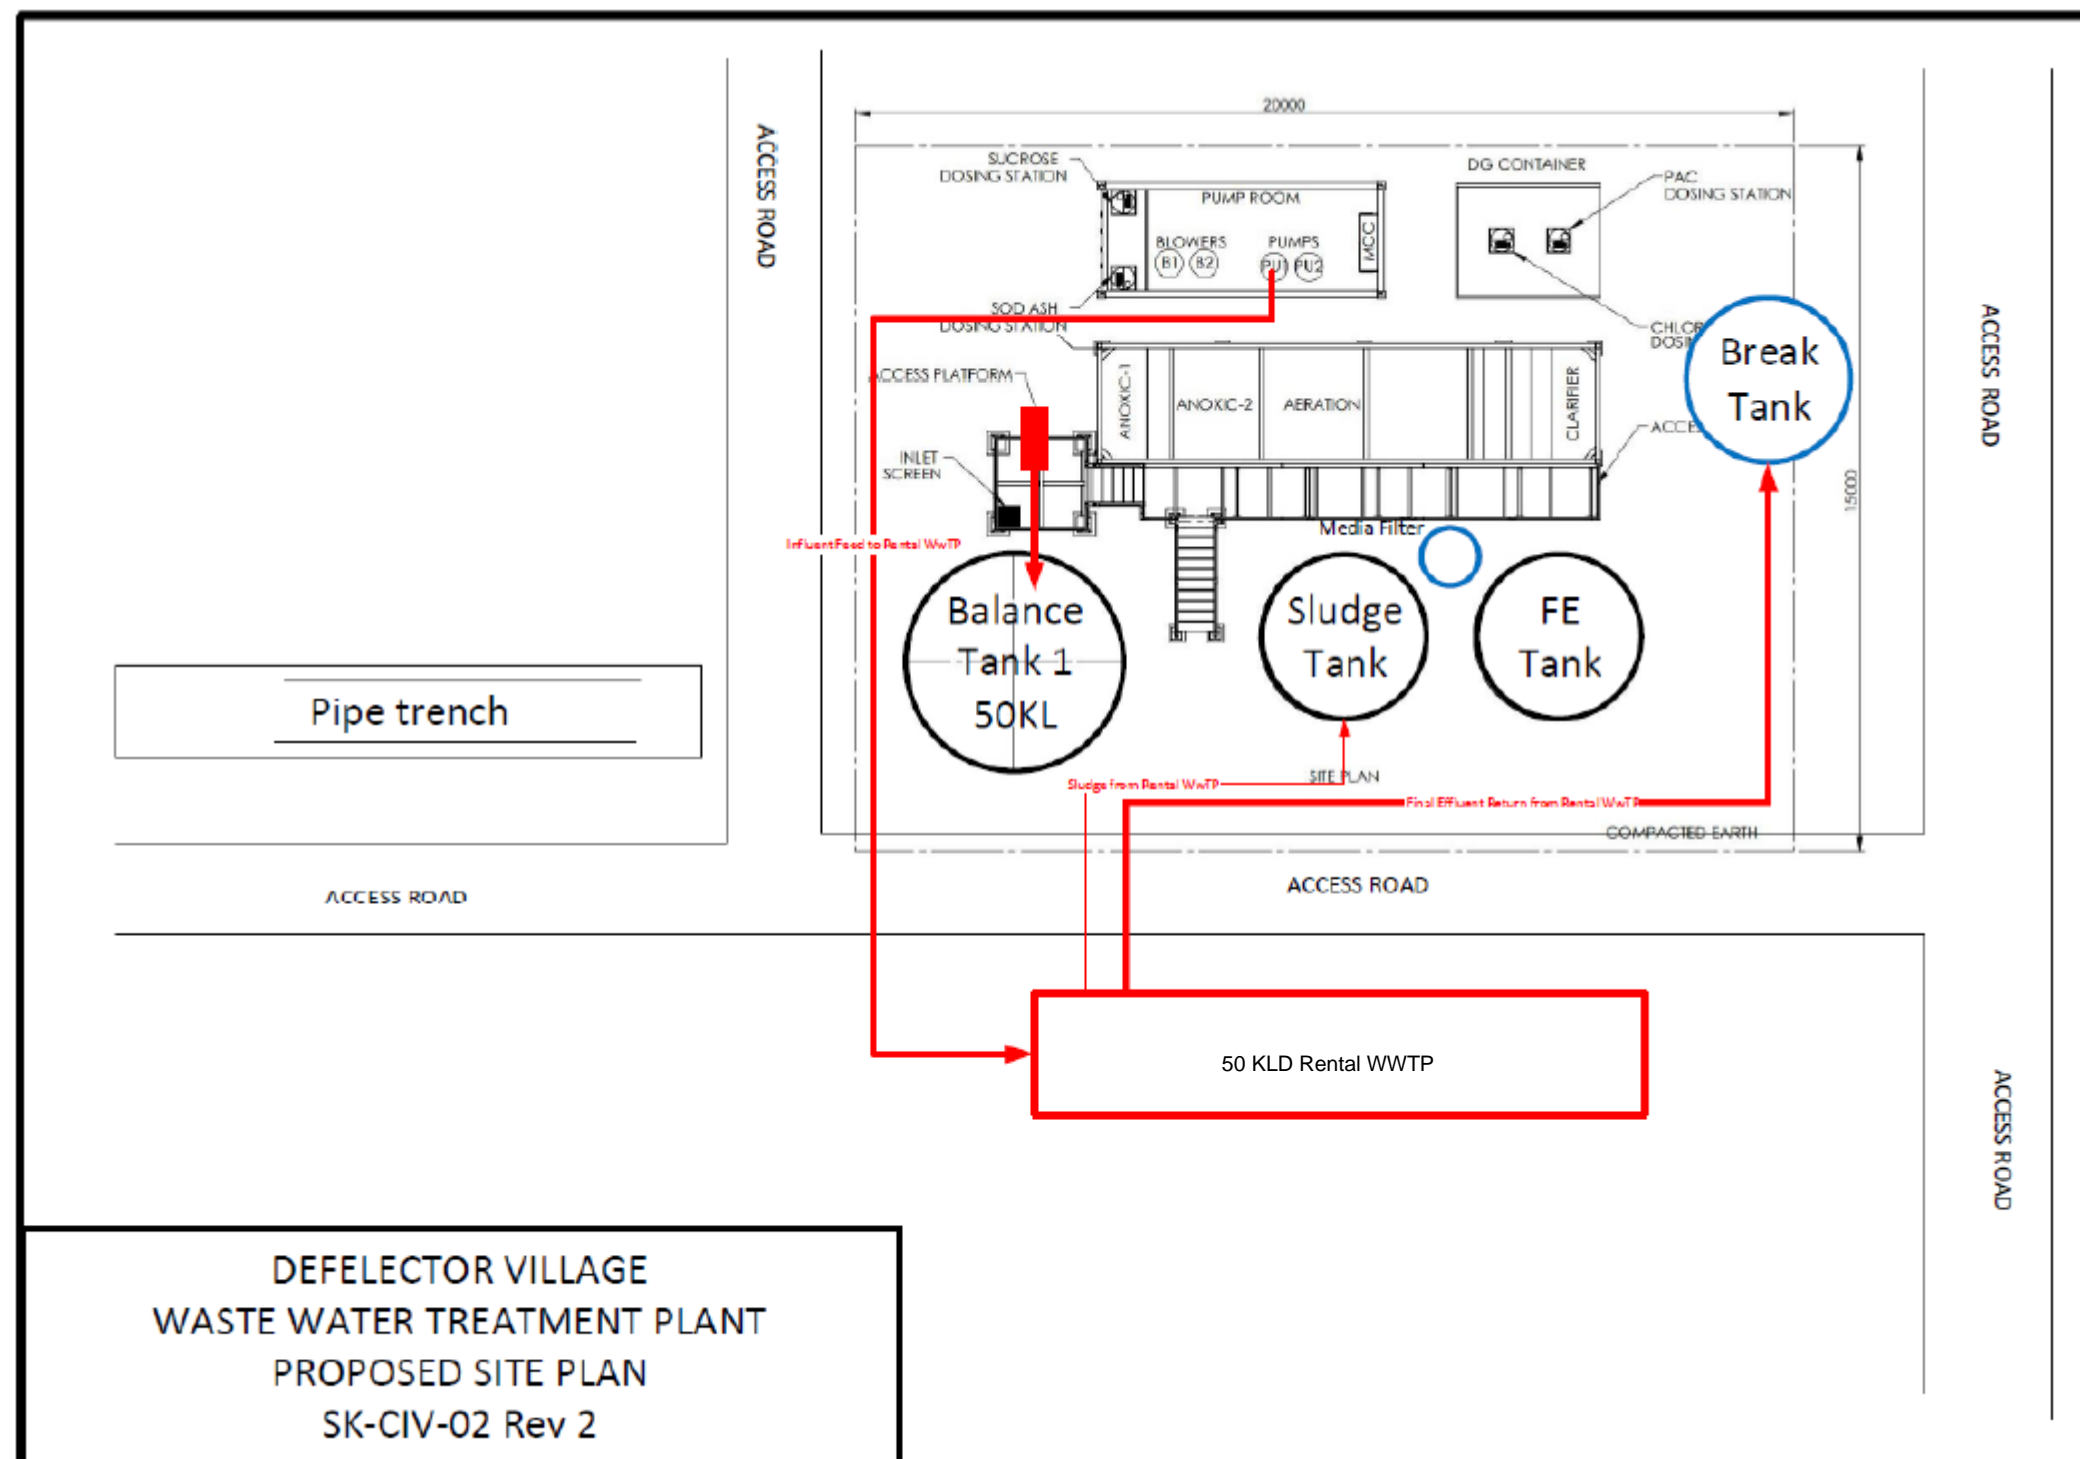 20000
ACCESS ROAD
SUCROSE
DOSING STATION
PUMP ROOM
DG CONTAINER
PAC
DOSING STATION
BLOWERS
B1
B2
PUMPS
PU1
PU2
MCC
SOD ASH
DOSING STATION
CHLOR
DOSI
Break
Tank
ACCESS ROAD
ACCESS PLATFORM
ANOXIC-1
ANOXIC-2
AERATION
CLARIFIER
ACCE
INLET
SCREEN
15000
Media Filter
Influent Feed to Rental WwTP
Balance
Tank 1
50KL
Sludge
Tank
FE
Tank
Pipe trench
SITE PLAN
Sludge from Rental WwTP
Final Effluent Return from Rental WwTP
COMPACTED EARTH
ACCESS ROAD
ACCESS ROAD
50 KLD Rental WWTP
ACCESS ROAD
DEFELECTOR VILLAGE
WASTE WATER TREATMENT PLANT
PROPOSED SITE PLAN
SK-CIV-02 Rev 2